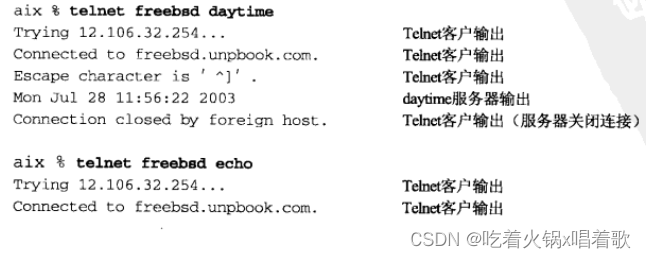 aix % telnet freebsd daytime
Trying 12.106.32.254... Telnet客户输出
Connected to freebsd.unpbook.com. Telnet客户输出
Escape character is ' ^]' . Telnet客户输出
Mon Jul 28 11:56:22 2003 daytime服务器输出
Connection closed by foreign host. Telnet客户输出（服务器关闭连接）
aix % telnet freebsd echo
Trying 12.106.32.254... Telnet客户输出
Connected to freebsd.unpbook.com. Telnet客户输出
CSDN @吃着火锅x唱着歌